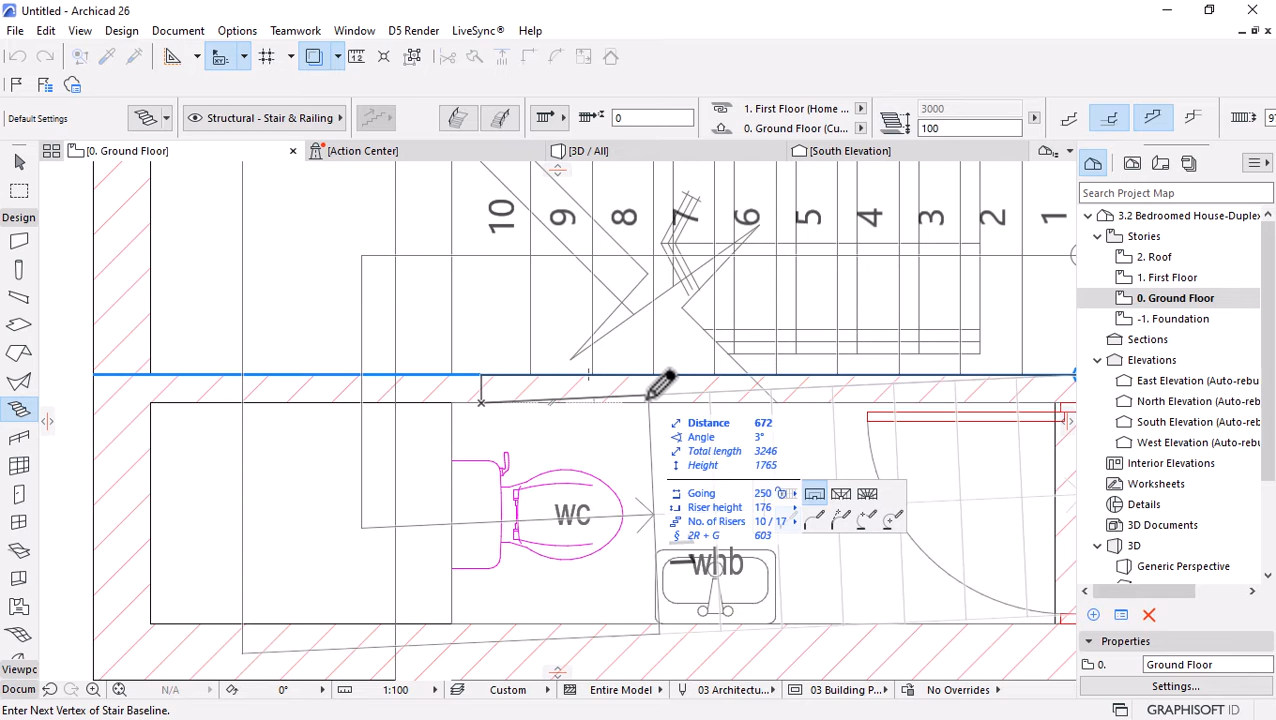 Untitled - Archicad 26
File Edit View Design Document Options Teamwork Window D5 Render LiveSync® Help
Default Settings
Structural - Stair & Railing
0
1. First Floor (Home ...
0. Ground Floor (Cu...
3000
100
[0. Ground Floor]
[Action Center]
[3D / All]
[South Elevation]
Design
Viewpc
Docum
10 9 8 7 6 5 4 3 2 1
WC
whb
Distance 672
Angle 3°
Total length 3246
Height 1765
Going 250
Riser height 176
No. of Risers 10 / 17
2R + G 603
Search Project Map
3.2 Bedroomed House-Duplex
Stories
2. Roof
1. First Floor
0. Ground Floor
-1. Foundation
Sections
Elevations
East Elevation (Auto-rebu
North Elevation (Auto-reb
South Elevation (Auto-reb
West Elevation (Auto-rebu
Interior Elevations
Worksheets
Details
3D Documents
3D
Generic Perspective
Properties
0.
Ground Floor
Settings...
N/A
0°
1:100
Custom
Entire Model
03 Architectu...
03 Building P...
No Overrides
Enter Next Vertex of Stair Baseline.
GRAPHISOFT ID